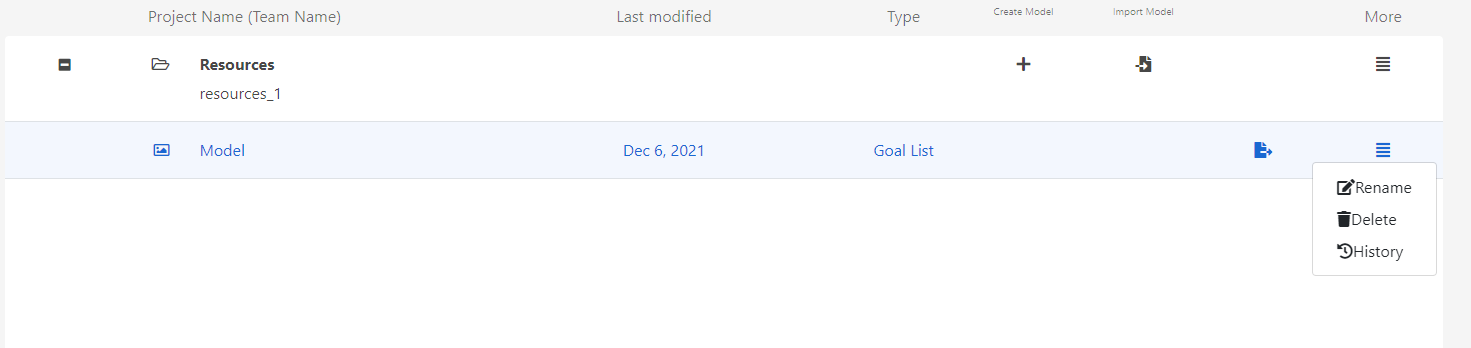 Project Name (Team Name) Last modified Type Create Model Import Model More
Resources
resources_1
Model Dec 6, 2021 Goal List
Rename
Delete
History